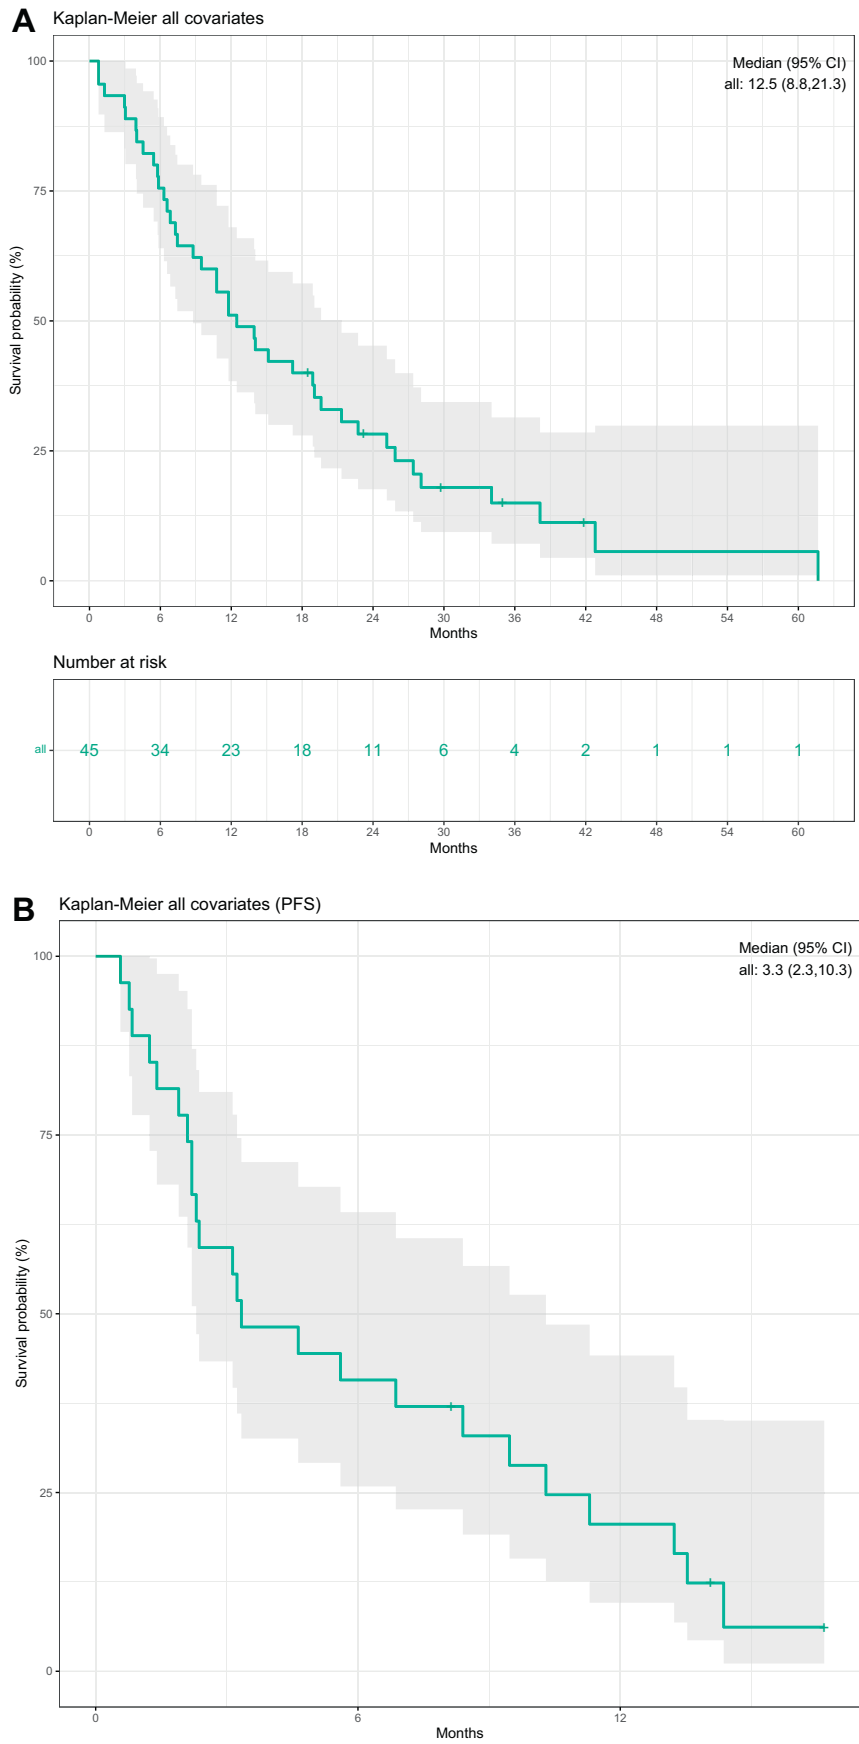 A
Kaplan-Meier all covariates
Median (95% CI)
all: 12.5 (8.8,21.3)
Survival probability (%)
100
75
50
25
0
0 6 12 18 24 30 36 42 48 54 60
Months
Number at risk
all 45 34 23 18 11 6 4 2 1 1 1
0 6 12 18 24 30 36 42 48 54 60
Months
B
Kaplan-Meier all covariates (PFS)
Median (95% CI)
all: 3.3 (2.3,10.3)
Survival probability (%)
100
75
50
25
0
0 6 12
Months